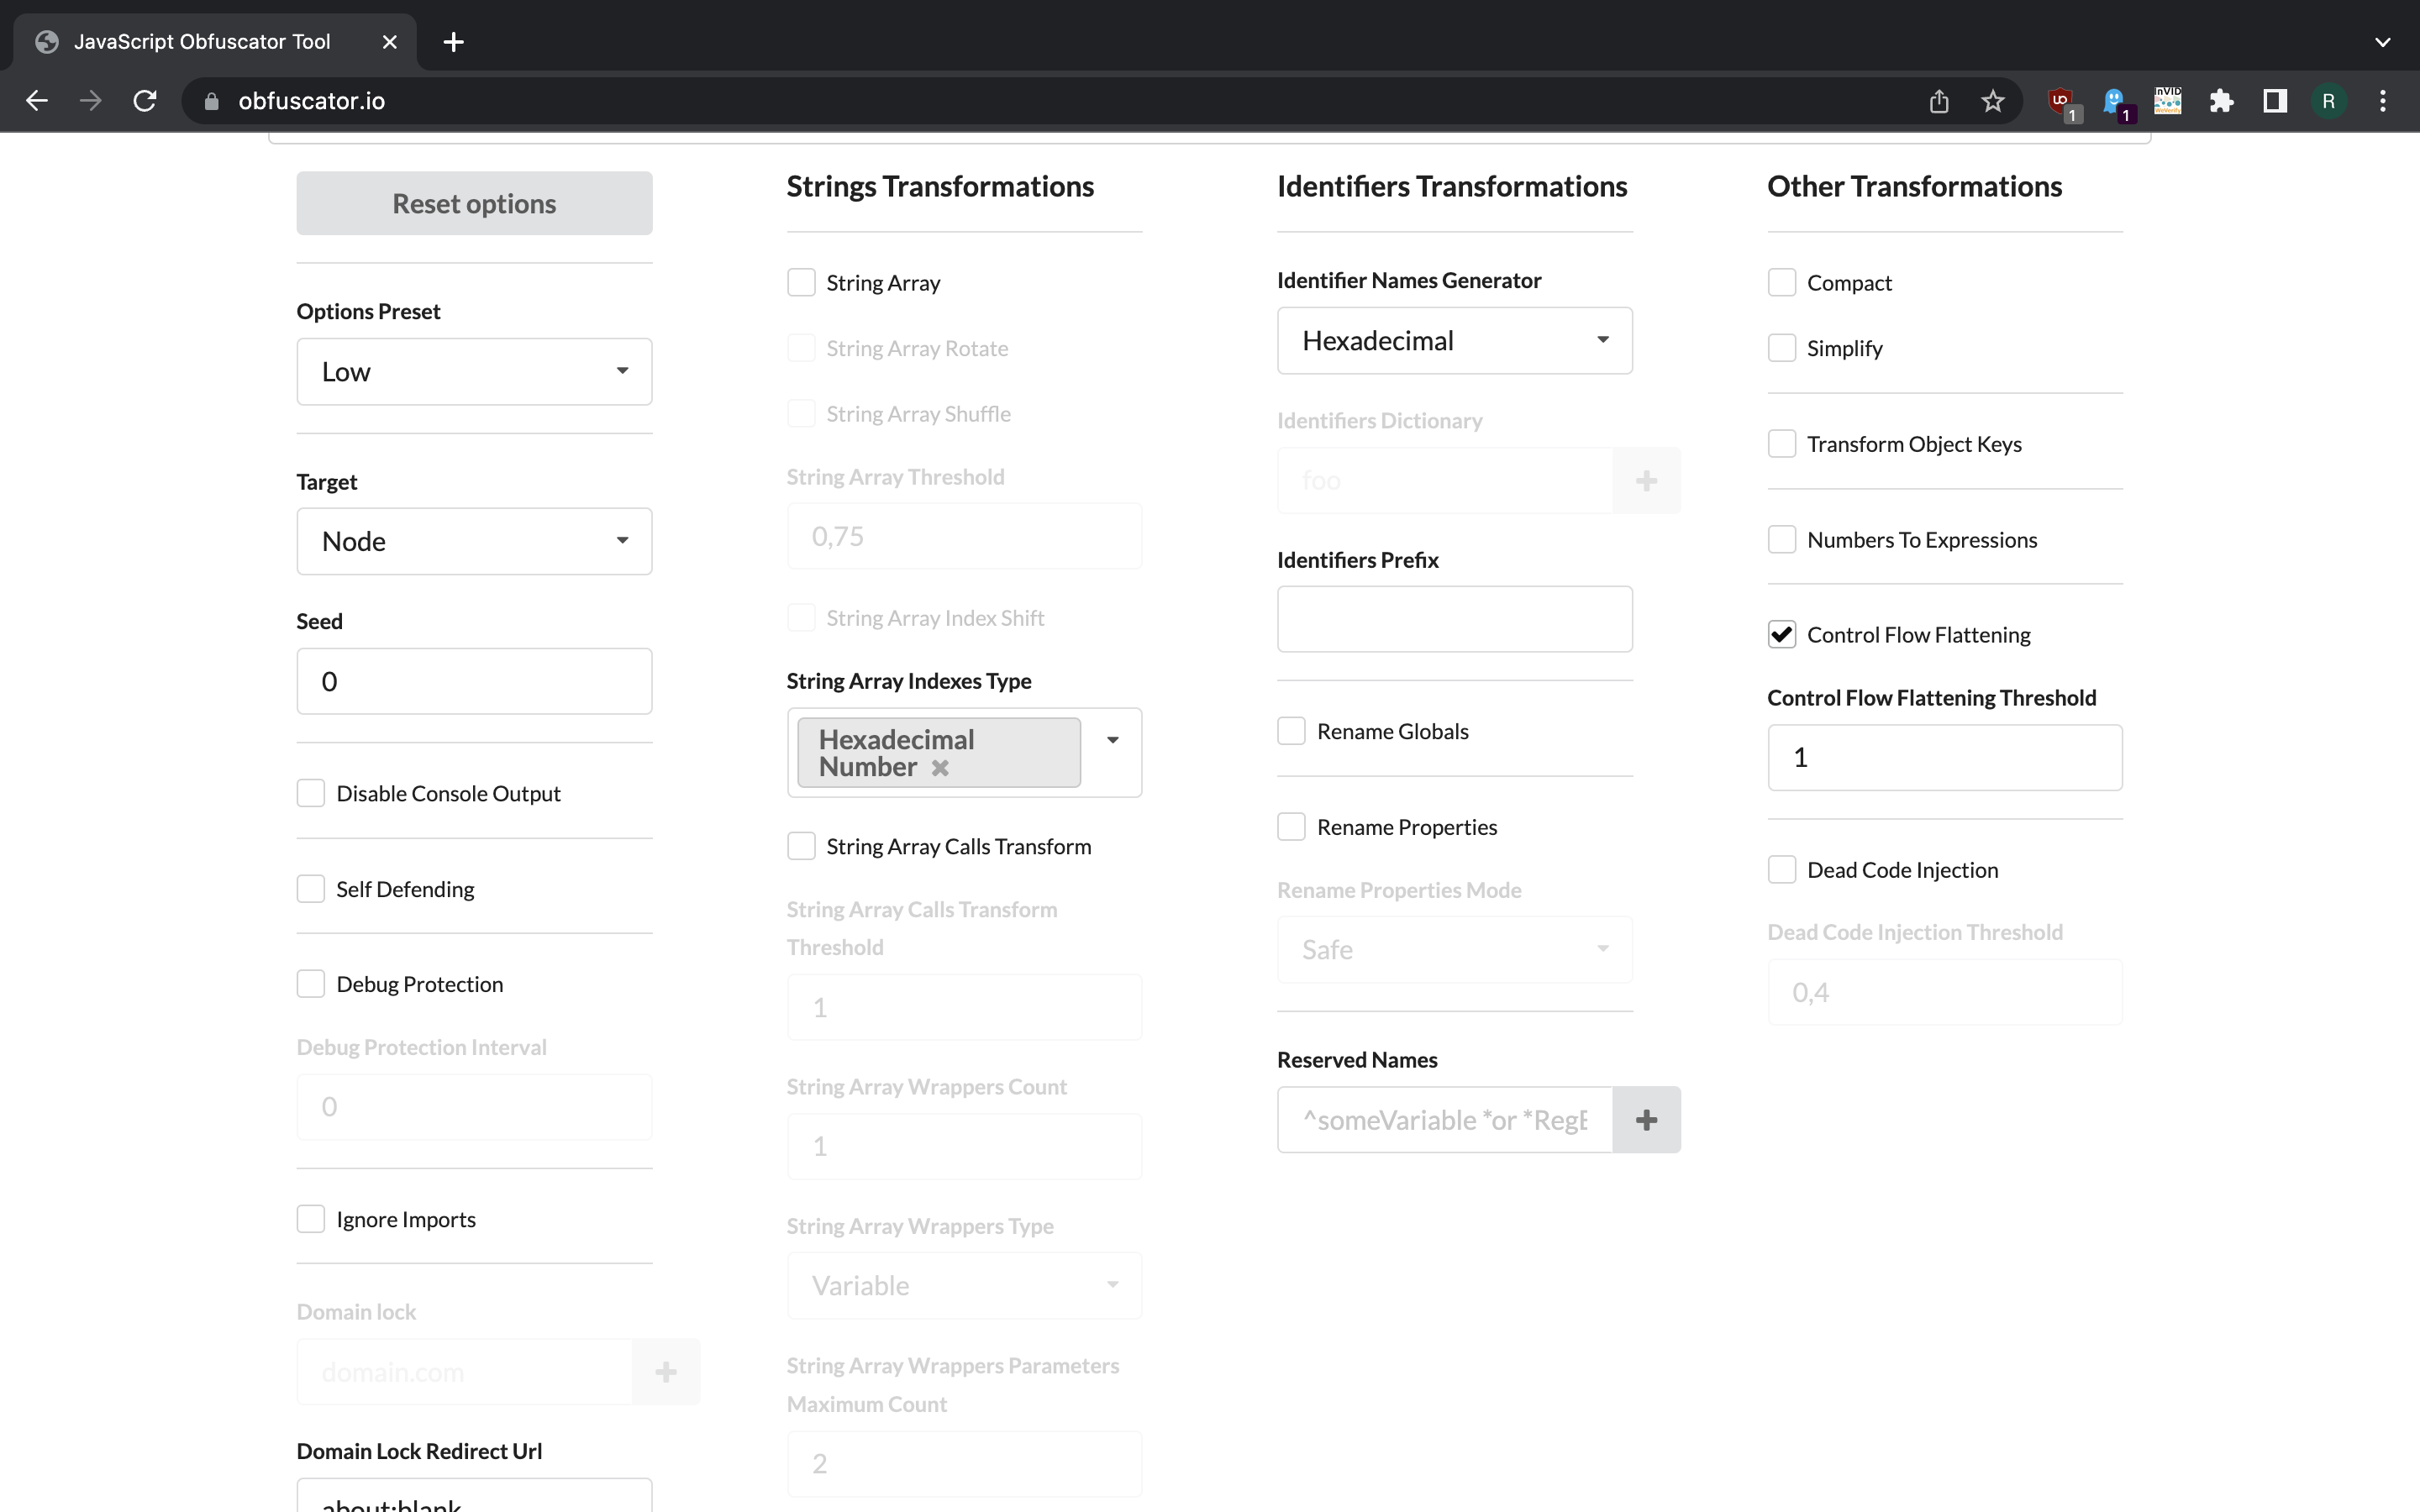 JavaScript Obfuscator Tool
obfuscator.io
1
1
InVID
R
Reset options
Options Preset
Low
Target
Node
Seed
0
Disable Console Output
Self Defending
Debug Protection
Debug Protection Interval
0
Ignore Imports
Domain lock
domain.com
Domain Lock Redirect Url
about:blank
Strings Transformations
String Array
String Array Rotate
String Array Shuffle
String Array Threshold
0,75
String Array Index Shift
String Array Indexes Type
Hexadecimal
Number
String Array Calls Transform
String Array Calls Transform
Threshold
1
String Array Wrappers Count
1
String Array Wrappers Type
Variable
String Array Wrappers Parameters
Maximum Count
2
Identifiers Transformations
Identifier Names Generator
Hexadecimal
Identifiers Dictionary
foo
Identifiers Prefix
Rename Globals
Rename Properties
Rename Properties Mode
Safe
Reserved Names
^someVariable *or *RegE
Other Transformations
Compact
Simplify
Transform Object Keys
Numbers To Expressions
Control Flow Flattening
Control Flow Flattening Threshold
1
Dead Code Injection
Dead Code Injection Threshold
0,4